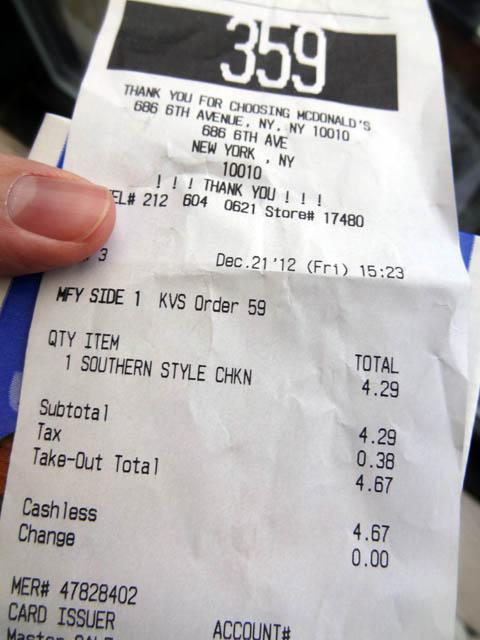 359
THANK YOU FOR CHOOSING MCDONALD'S
686 6TH AVENUE, NY, NY 10010
686 6TH AVE
NEW YORK , NY
10010
! ! ! THANK YOU ! ! !
EL# 212 604 0621 Store# 17480
3 Dec.21'12 (Fri) 15:23
MFY SIDE 1 KVS Order 59
QTY ITEM TOTAL
1 SOUTHERN STYLE CHKN 4.29
Subtotal 4.29
Tax 0.38
Take-Out Total 4.67
Cashless 4.67
Change 0.00
MER# 47828402
CARD ISSUER ACCOUNT#